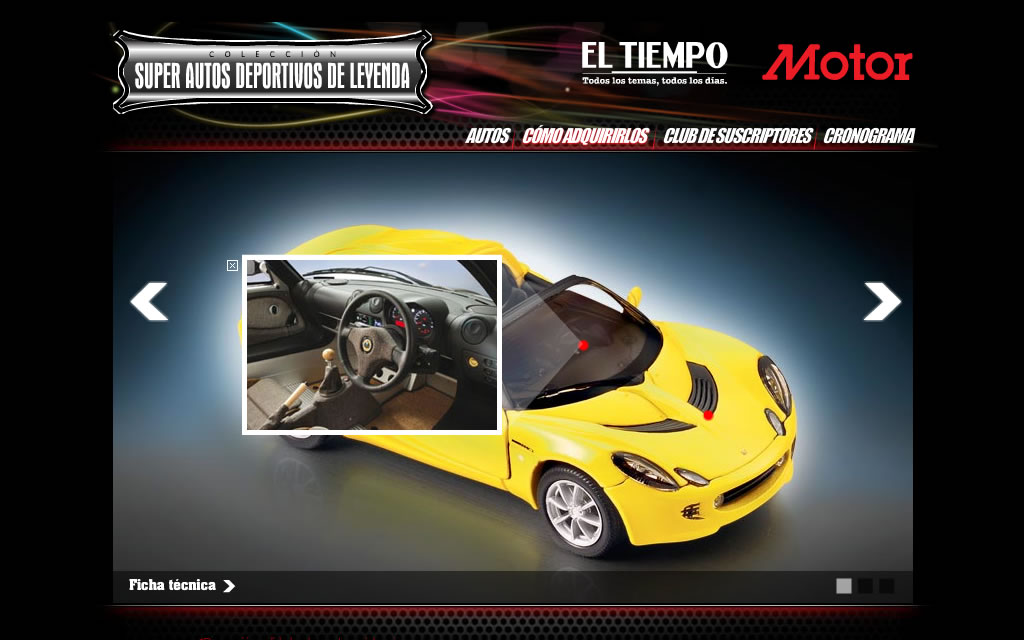 COLECCIÓN
SUPER AUTOS DEPORTIVOS DE LEYENDA
EL TIEMPO
Todos los temas, todos los días.
Motor
AUTOS
CÓMO ADQUIRIRLOS
CLUB DE SUSCRIPTORES
CRONOGRAMA
Ficha técnica